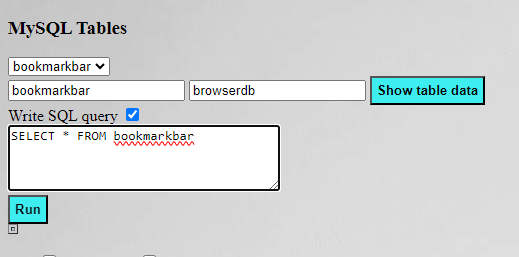 MySQL Tables
bookmarkbar
bookmarkbar browserdb Show table data
Write SQL query
SELECT * FROM bookmarkbar
Run